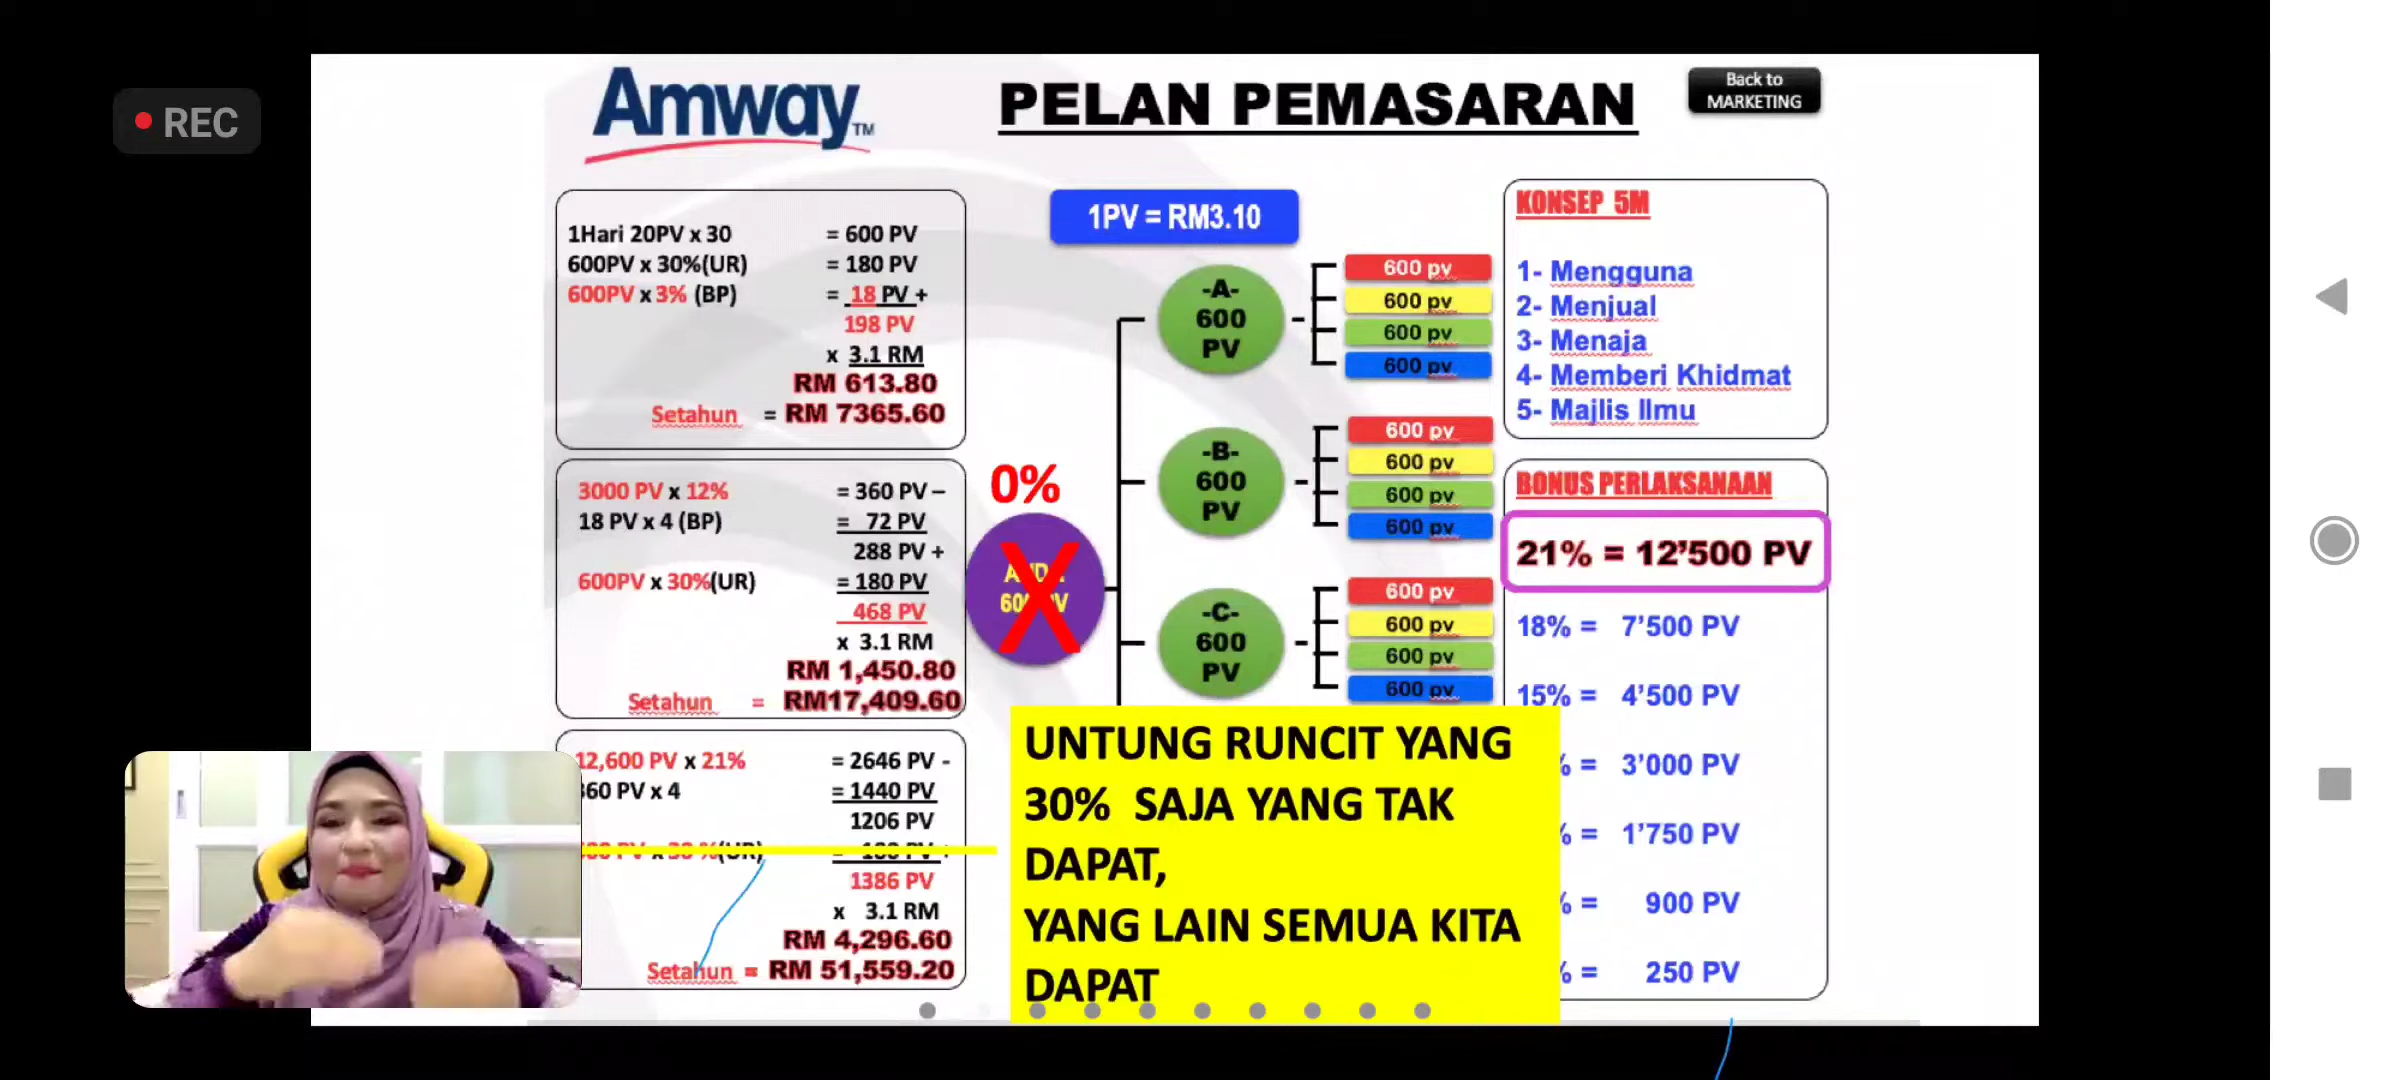 REC
Amway TM
PELAN PEMASARAN
Back to
MARKETING
1Hari 20PV x 30 = 600 PV
600PV x 30%(UR) = 180 PV
600PV x 3% (BP) = 18 PV +
198 PV
x 3.1 RM
RM 613.80
Setahun = RM 7365.60
3000 PV x 12% = 360 PV –
18 PV x 4 (BP) = 72 PV
288 PV +
600PV x 30%(UR) = 180 PV
468 PV
x 3.1 RM
RM 1,450.80
Setahun = RM17,409.60
12,600 PV x 21% = 2646 PV -
360 PV x 4 = 1440 PV
1206 PV
1386 PV
x 3.1 RM
RM 4,296.60
Setahun = RM 51,559.20
1PV = RM3.10
0%
X
-A-
600
PV
600 pv
600 pv
600 pv
600 pv
-B-
600
PV
600 pv
600 pv
600 pv
600 pv
-C-
600
PV
600 pv
600 pv
600 pv
600 pv
UNTUNG RUNCIT YANG
30% SAJA YANG TAK
DAPAT,
YANG LAIN SEMUA KITA
DAPAT
KONSEP 5M
1- Mengguna
2- Menjual
3- Menaja
4- Memberi Khidmat
5- Majlis Ilmu
BONUS PERLAKSANAAN
21% = 12'500 PV
18% = 7'500 PV
15% = 4'500 PV
% = 3'000 PV
% = 1'750 PV
% = 900 PV
% = 250 PV